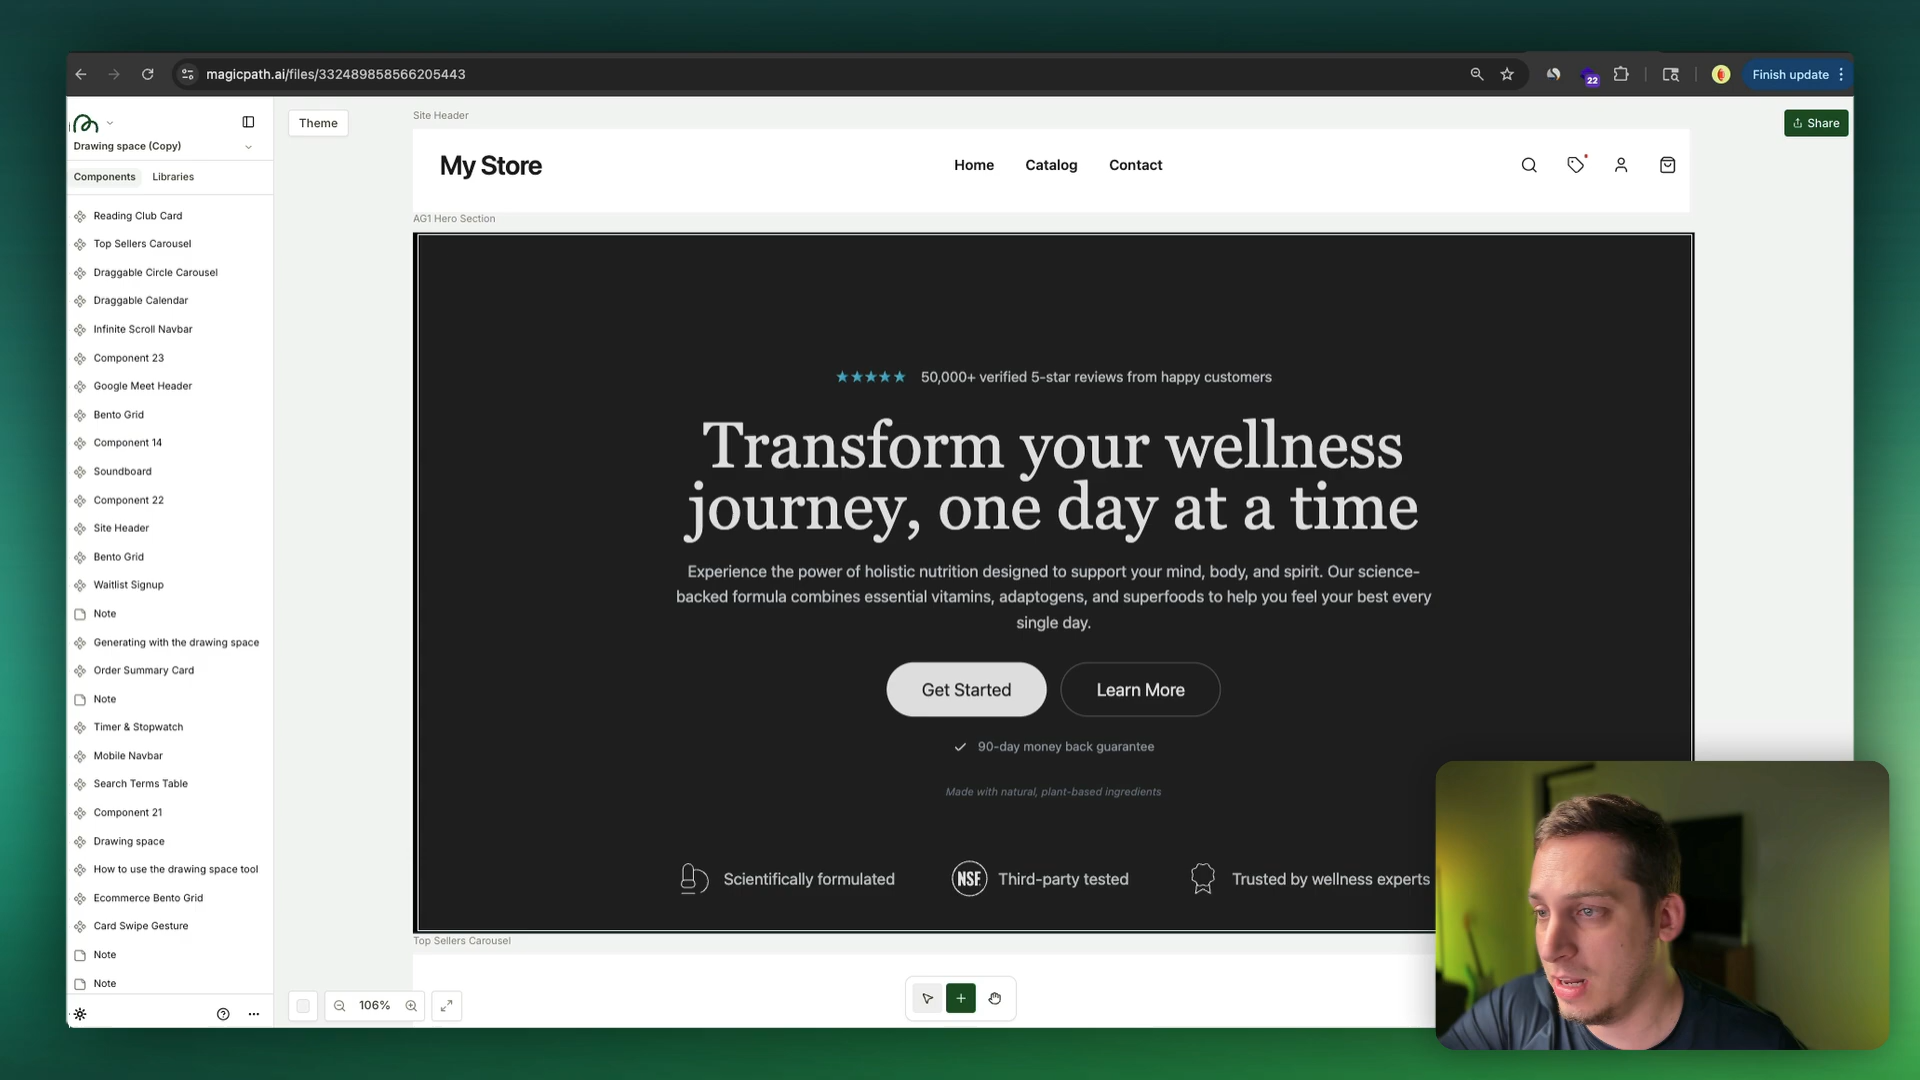 magicpath.ai/files/332489858566205443
22
Finish update
Drawing space (Copy)
Components
Libraries
Reading Club Card
Top Sellers Carousel
Draggable Circle Carousel
Draggable Calendar
Infinite Scroll Navbar
Component 23
Google Meet Header
Bento Grid
Component 14
Soundboard
Component 22
Site Header
Bento Grid
Waitlist Signup
Note
Generating with the drawing space
Order Summary Card
Note
Timer & Stopwatch
Mobile Navbar
Search Terms Table
Component 21
Drawing space
How to use the drawing space tool
Ecommerce Bento Grid
Card Swipe Gesture
Note
Note
Theme
Share
Site Header
My Store
Home
Catalog
Contact
AG1 Hero Section
★★★★★ 50,000+ verified 5-star reviews from happy customers
Transform your wellness
journey, one day at a time
Experience the power of holistic nutrition designed to support your mind, body, and spirit. Our science-
backed formula combines essential vitamins, adaptogens, and superfoods to help you feel your best every
single day.
Get Started
Learn More
90-day money back guarantee
Made with natural, plant-based ingredients
Scientifically formulated
NSF
Third-party tested
Trusted by wellness experts
Top Sellers Carousel
106%